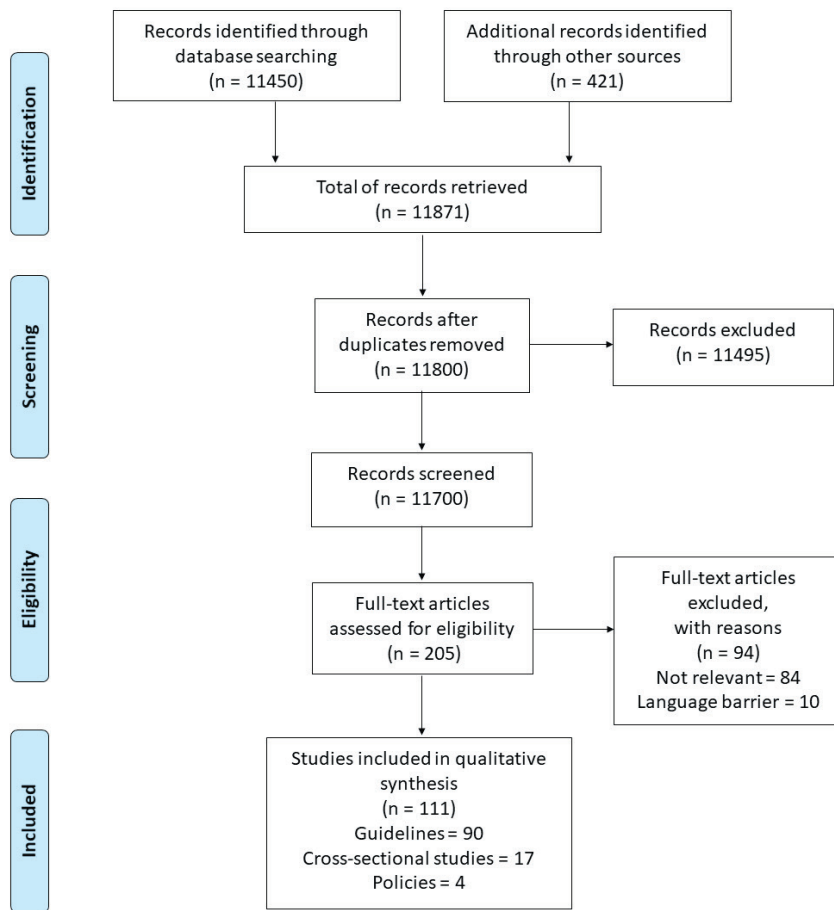 Records identified through
database searching
(n = 11450)
Additional records identified
through other sources
(n = 421)
Identification
Total of records retrieved
(n = 11871)
Screening
Records after
duplicates removed
(n = 11800)
Records excluded
(n = 11495)
Records screened
(n = 11700)
Eligibility
Full-text articles
assessed for eligibility
(n = 205)
Full-text articles
excluded,
with reasons
(n = 94)
Not relevant = 84
Language barrier = 10
Included
Studies included in qualitative
synthesis
(n = 111)
Guidelines = 90
Cross-sectional studies = 17
Policies = 4